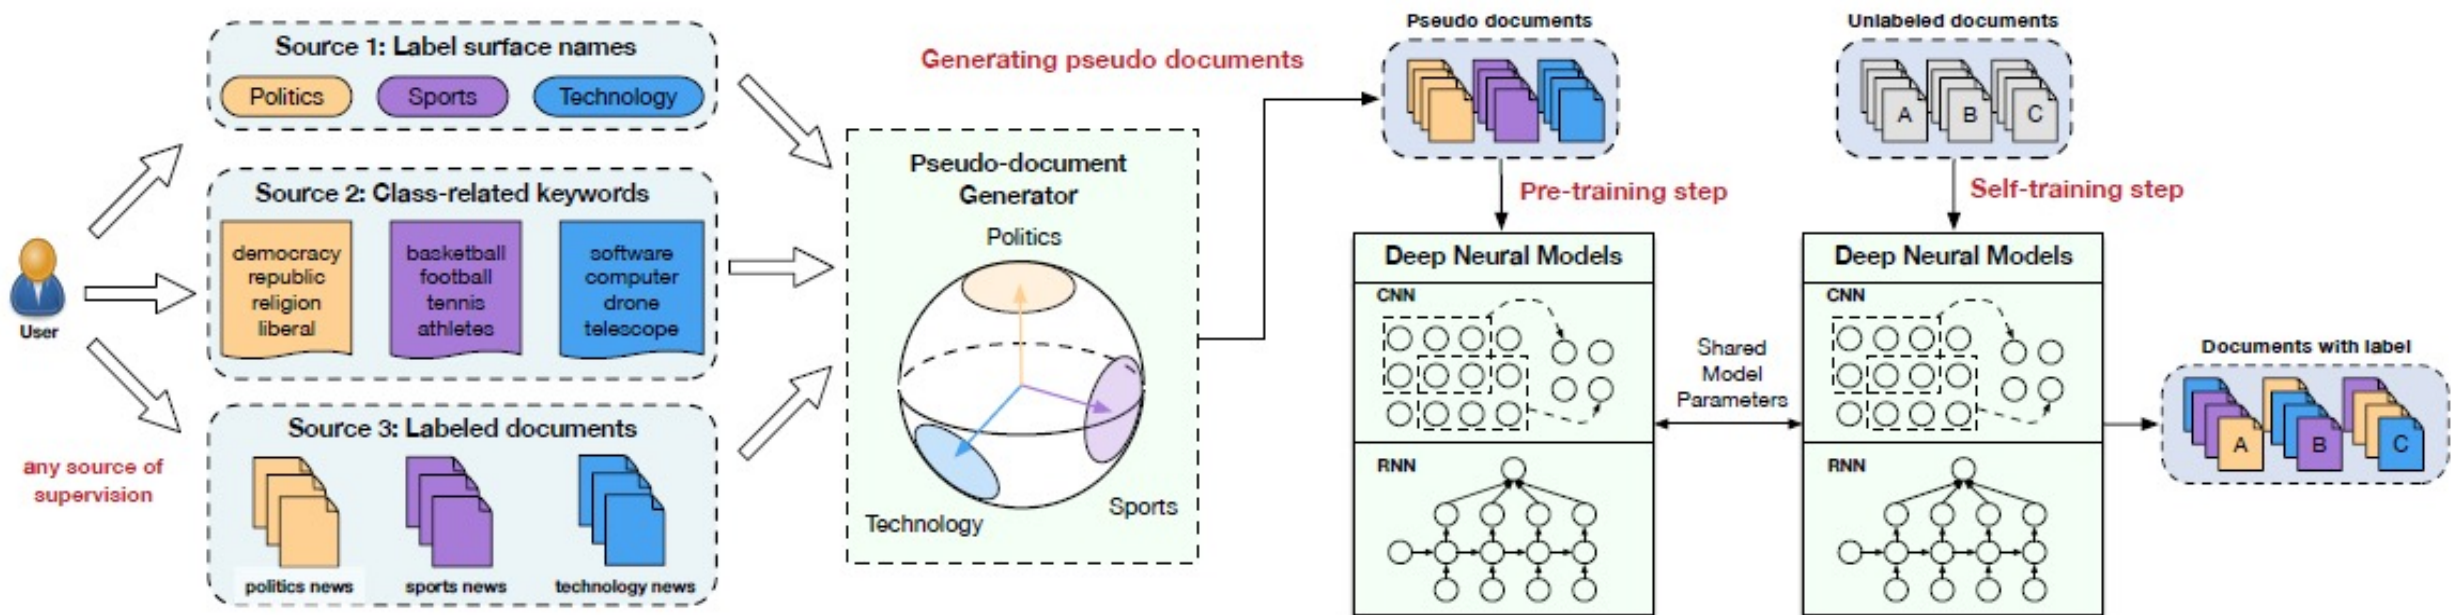 Source 1: Label surface names
Politics
Sports
Technology
Source 2: Class-related keywords
democracy
republic
religion
liberal
basketball
football
tennis
athletes
software
computer
drone
telescope
User
any source of
supervision
Source 3: Labeled documents
politics news
sports news
technology news
Generating pseudo documents
Pseudo-document
Generator
Politics
Technology
Sports
Pseudo documents
Pre-training step
Deep Neural Models
CNN
RNN
Shared
Model
Parameters
Unlabeled documents
A
B
C
Self-training step
Deep Neural Models
CNN
RNN
Documents with label
A
B
C